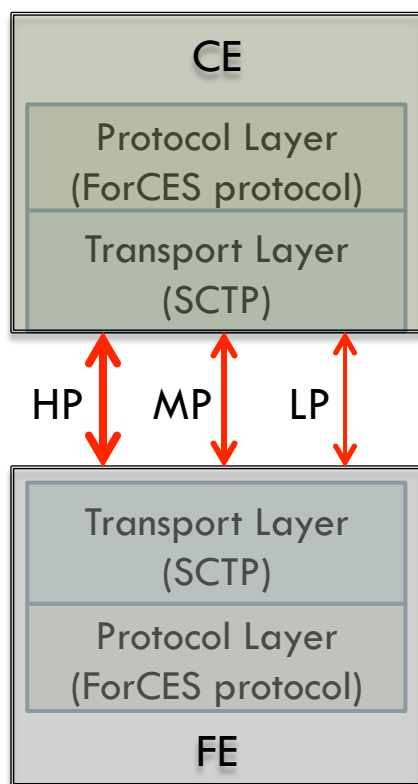 CE
Protocol Layer
(ForCES protocol)
Transport Layer
(SCTP)
HP MP LP
Transport Layer
(SCTP)
Protocol Layer
(ForCES protocol)
FE